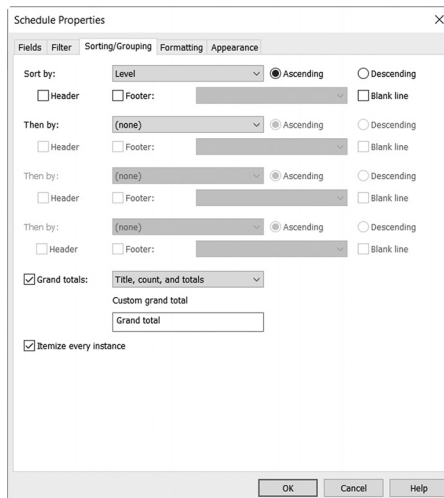 Schedule Properties
Fields Filter Sorting/Grouping Formatting Appearance
Sort by: Level Ascending Descending
Header Footer: Blank line
Then by: (none) Ascending Descending
Header Footer: Blank line
Then by: (none) Ascending Descending
Header Footer: Blank line
Then by: (none) Ascending Descending
Header Footer: Blank line
Grand totals: Title, count, and totals
Custom grand total
Grand total
Itemize every instance
OK Cancel Help